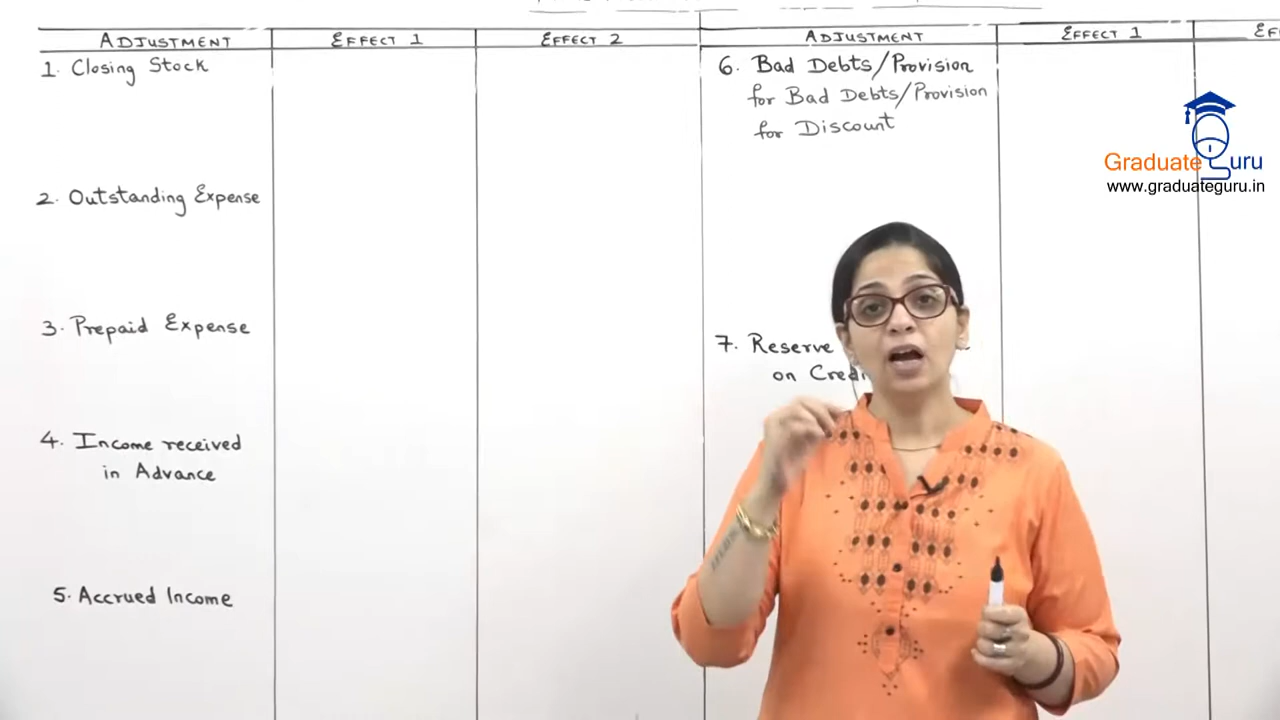 ADJUSTMENT EFFECT 1 EFFECT 2
1. Closing Stock
2. Outstanding Expense
3. Prepaid Expense
4. Income received
in Advance
5. Accrued Income
ADJUSTMENT EFFECT 1
6. Bad Debts/Provision
for Bad Debts/Provision
for Discount
7. Reserve
on
Graduate Guru
www.graduateguru.in